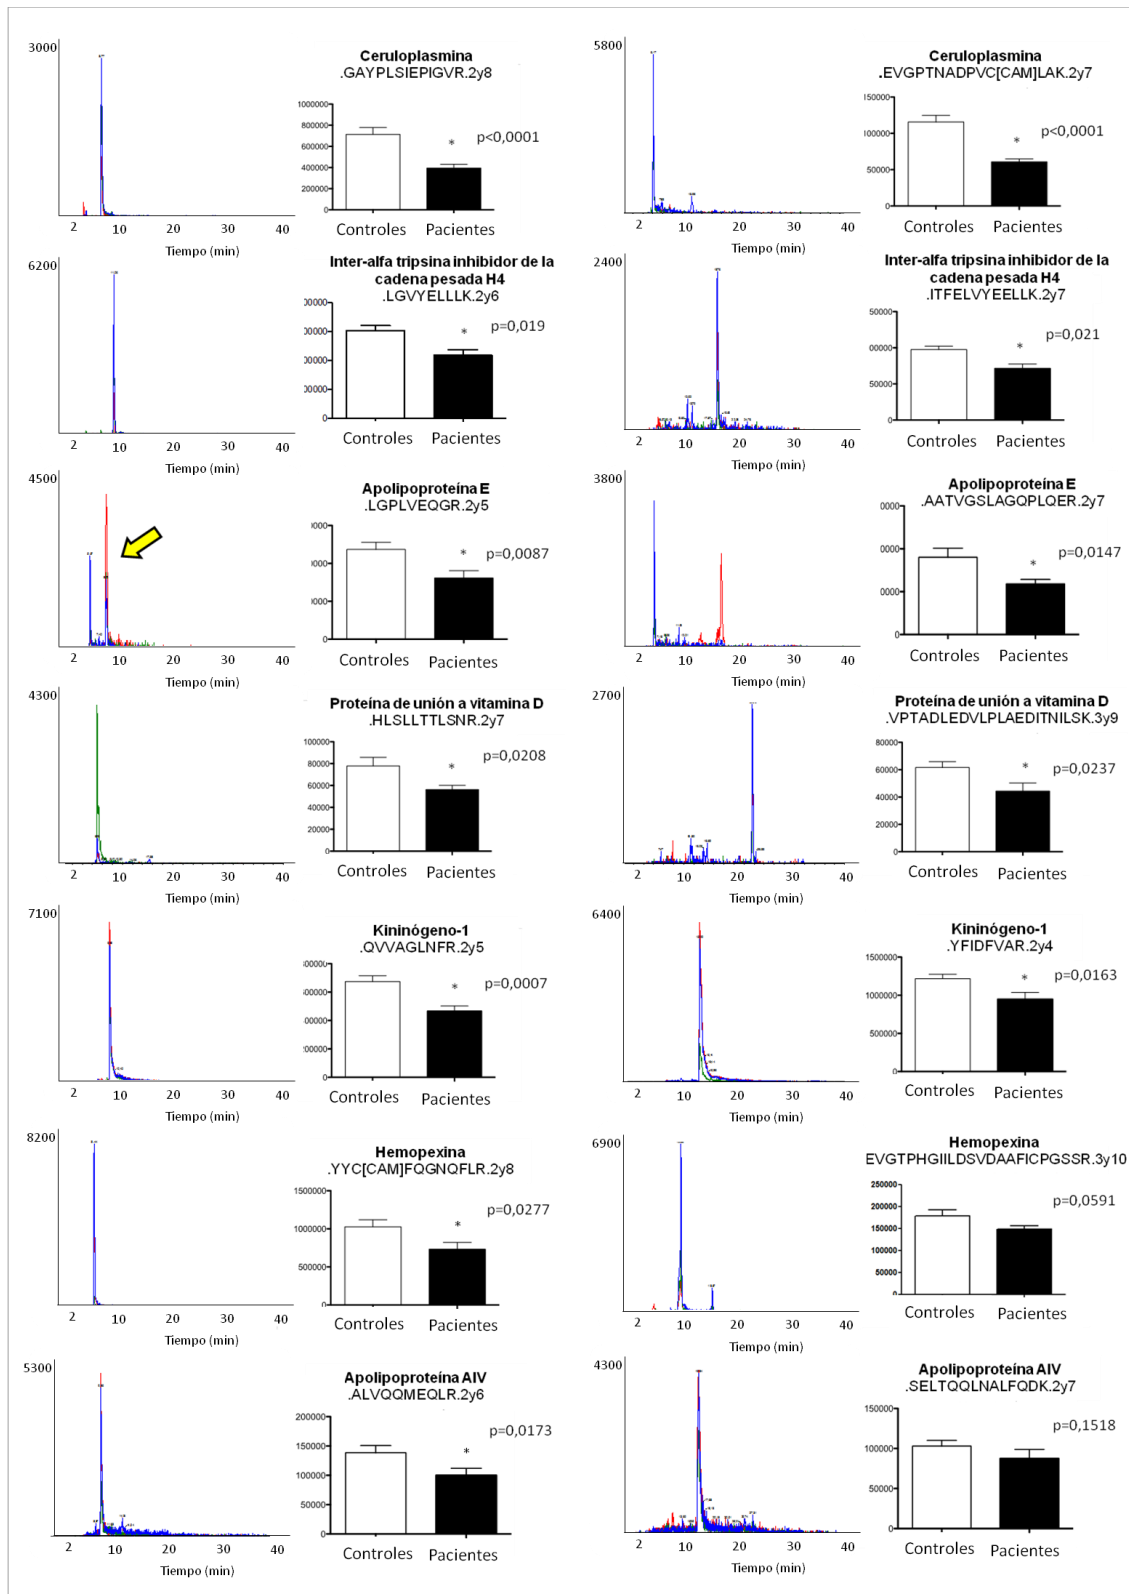 3000
Ceruloplasmina
.GAYPLSIEPIGVR.2y8
1000000
800000
600000
400000
200000
0
*
p<0,0001
Controles Pacientes
2 10 20 30 40
Tiempo (min)
5800
Ceruloplasmina
.EVGPTNADPVC[CAM]LAK.2y7
150000
100000
50000
0
*
p<0,0001
Controles Pacientes
2 10 20 30 40
Tiempo (min)
6200
Inter-alfa tripsina inhibidor de la
cadena pesada H4
.LGVYELLLK.2y6
*
p=0,019
Controles Pacientes
2 10 20 30 40
Tiempo (min)
2400
Inter-alfa tripsina inhibidor de la
cadena pesada H4
.ITFELVYEELLK.2y7
50000
00000
50000
0
*
p=0,021
Controles Pacientes
2 10 20 30 40
Tiempo (min)
4500
Apolipoproteína E
.LGPLVEQGR.2y5
*
p=0,0087
Controles Pacientes
2 10 20 30 40
Tiempo (min)
3800
Apolipoproteína E
.AATVGSLAGQPLQER.2y7
*
p=0,0147
Controles Pacientes
2 10 20 30 40
Tiempo (min)
4300
Proteína de unión a vitamina D
.HLSLLTTLSNR.2y7
100000
80000
60000
40000
20000
0
*
p=0,0208
Controles Pacientes
2 10 20 30 40
Tiempo (min)
2700
Proteína de unión a vitamina D
.VPTADLEDVLPLAEDITNILSK.3y9
80000
60000
40000
20000
0
*
p=0,0237
Controles Pacientes
2 10 20 30 40
Tiempo (min)
7100
Kininógeno-1
.QVVAGLNFR.2y5
*
p=0,0007
Controles Pacientes
2 10 20 30 40
Tiempo (min)
6400
Kininógeno-1
.YFIDFVAR.2y4
1500000
1000000
500000
0
*
p=0,0163
Controles Pacientes
2 10 20 30 40
Tiempo (min)
8200
Hemopexina
.YYC[CAM]FQGNQFLR.2y8
1500000
1000000
500000
0
*
p=0,0277
Controles Pacientes
2 10 20 30 40
Tiempo (min)
6900
Hemopexina
EVGTPHGIILDSVDAAFICPGSSR.3y10
250000
200000
150000
100000
50000
p=0,0591
Controles Pacientes
2 10 20 30 40
Tiempo (min)
5300
Apolipoproteína AIV
.ALVQQMEQLR.2y6
200000
150000
100000
50000
0
*
p=0,0173
Controles Pacientes
2 10 20 30 40
Tiempo (min)
4300
Apolipoproteína AIV
.SELTQQLNALFQDK.2y7
150000
100000
50000
0
p=0,1518
Controles Pacientes
2 10 20 30 40
Tiempo (min)